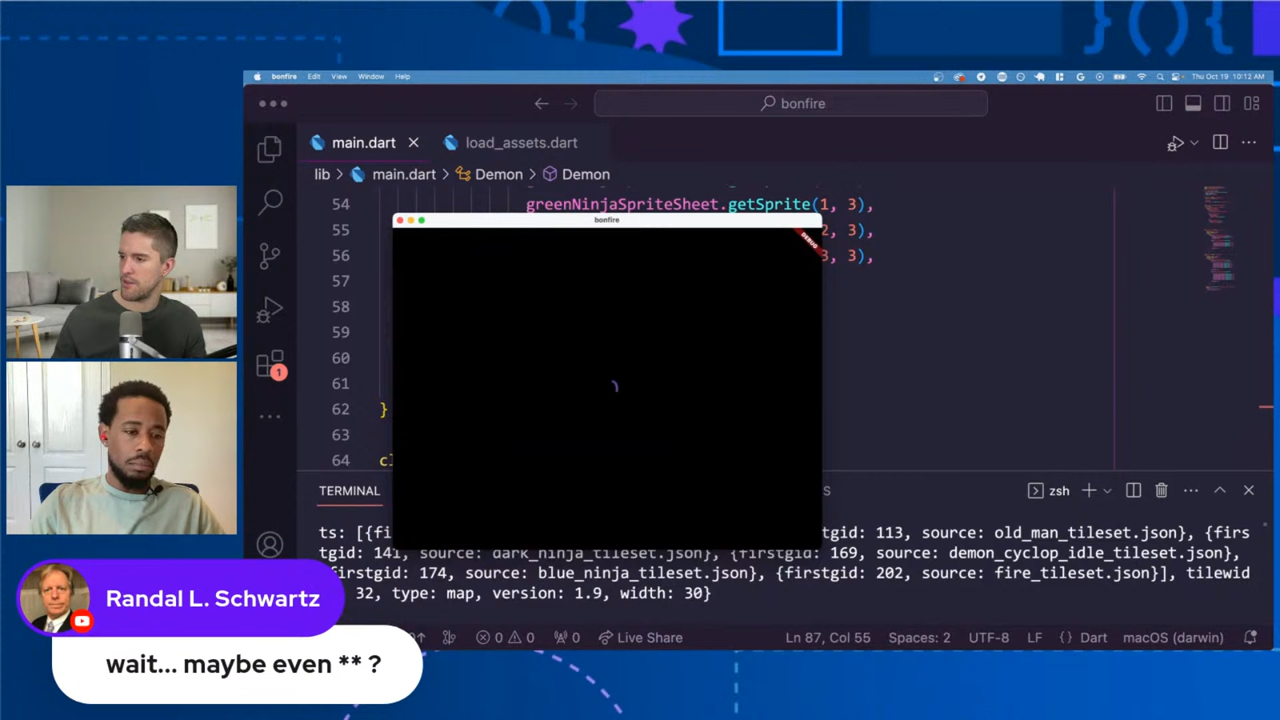 bonfire Edit View Window Help
Thu Oct 19 10:12 AM
bonfire
main.dart
load_assets.dart
lib > main.dart > Demon > Demon
54 greenNinjaSpriteSheet.getSprite(1, 3),
bonfire
DEBUG
55 2, 3),
56 3, 3),
57
58
59
60
61
62 }
63
64 cl
1
TERMINAL
S
zsh
ts: [{fi
tgid: 113, source: old_man_tileset.json}, {firs
tgid: 141, source: dark_ninja_tileset.json}, {firstgid: 169, source: demon_cyclop_idle_tileset.json},
firstgid: 174, source: blue_ninja_tileset.json}, {firstgid: 202, source: fire_tileset.json}], tilewid
32, type: map, version: 1.9, width: 30}
0 0 0 Live Share
Ln 87, Col 55 Spaces: 2 UTF-8 LF {} Dart macOS (darwin)
Randal L. Schwartz
wait... maybe even ** ?